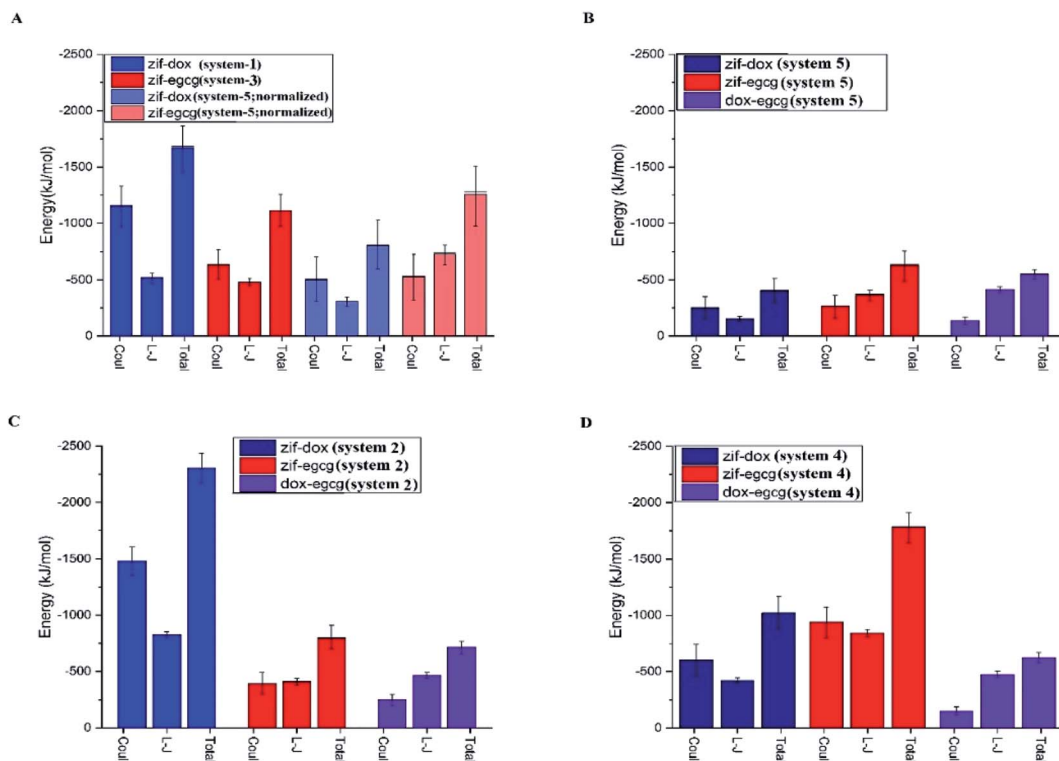 A
Energy(kJ/mol)
-2500
-2000
-1500
-1000
-500
0
zif-dox (system-1)
zif-egcg(system-3)
zif-dox(system-5;normalized)
zif-egcg(system-5;normalized)
Coul L-J Total Coul L-J Total Coul L-J Total Coul L-J Total
B
Energy (kJ/mol)
-2500
-2000
-1500
-1000
-500
0
zif-dox (system 5)
zif-egcg (system 5)
dox-egcg (system 5)
Coul L-J Total Coul L-J Total Coul L-J Total
C
Energy (kJ/mol)
-2500
-2000
-1500
-1000
-500
0
zif-dox (system 2)
zif-egcg (system 2)
dox-egcg (system 2)
Coul L-J Total Coul L-J Total Coul L-J Total
D
Energy (kJ/mol)
-2500
-2000
-1500
-1000
-500
0
zif-dox (system 4)
zif-egcg (system 4)
dox-egcg (system 4)
Coul L-J Total Coul L-J Total Coul L-J Total